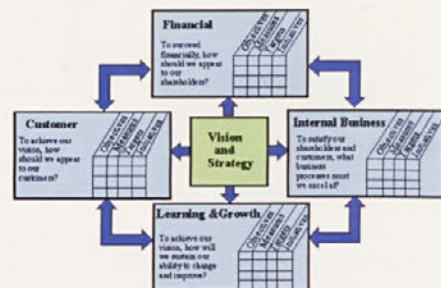 Financial
To succeed
financially, how
should we appear
to our
shareholders?
Objectives
Measures
Targets
Initiatives
Customer
To achieve our
vision, how
should we appear
to our
customers?
Objectives
Measures
Targets
Initiatives
Vision
and
Strategy
Internal Business
To satisfy our
shareholders
and customers, what
business
processes must
we excel at?
Objectives
Measures
Targets
Initiatives
Learning &Growth
To achieve our
vision, how will
we sustain our
ability to change
and improve?
Objectives
Measures
Targets
Initiatives